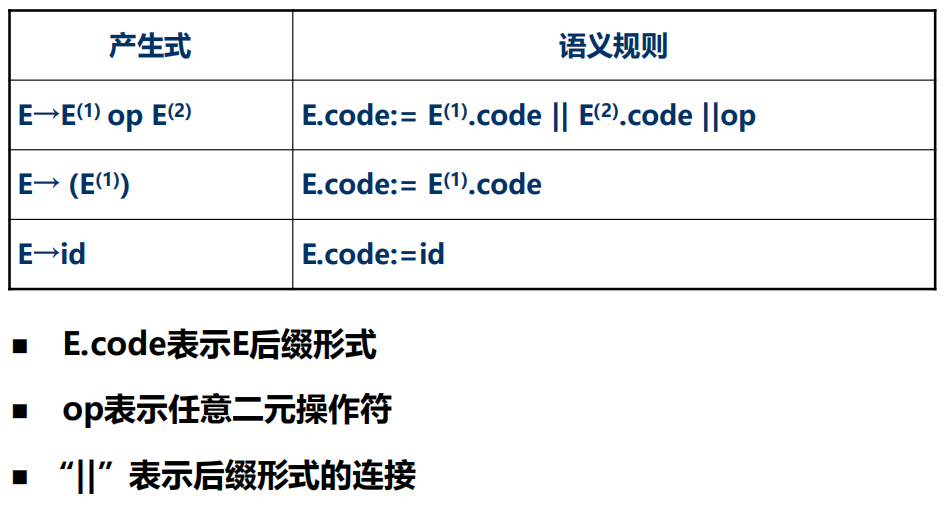 产生式 语义规则
E→E⁽¹⁾ op E⁽²⁾ E.code:= E⁽¹⁾.code || E⁽²⁾.code ||op
E→ (E⁽¹⁾) E.code:= E⁽¹⁾.code
E→id E.code:=id
■ E.code表示E后缀形式
■ op表示任意二元操作符
■ “||” 表示后缀形式的连接